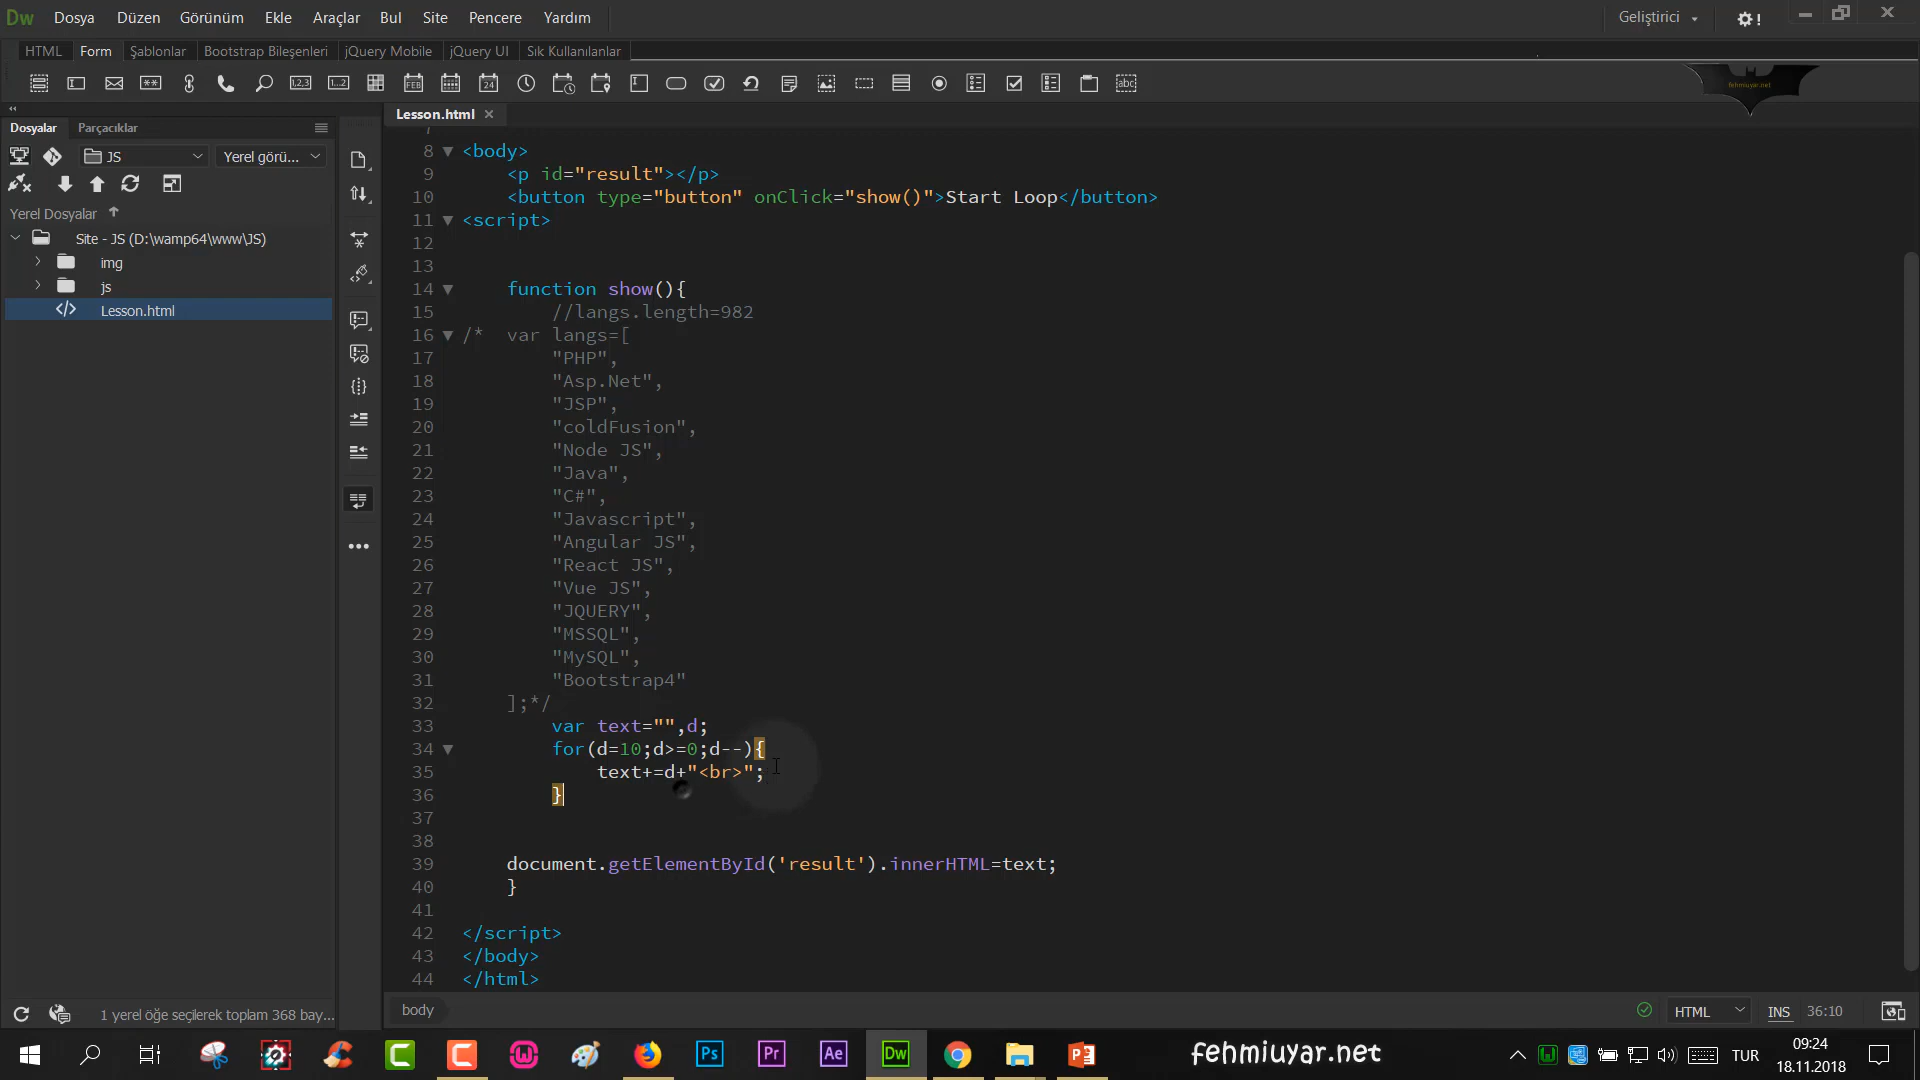 Dw Dosya Düzen Görünüm Ekle Araçlar Bul Site Pencere Yardım Geliştirici
HTML Form Şablonlar Bootstrap Bileşenleri jQuery Mobile jQuery UI Sık Kullanılanlar
fehmiuyar.net
Lesson.html
Dosyalar Parçacıklar
JS Yerel görü...
Yerel Dosyalar
Site - JS (D:\wamp64\www\JS)
img
js
Lesson.html
8 <body>
9 <p id="result"></p>
10 <button type="button" onClick="show()">Start Loop</button>
11 <script>
12
13
14 function show(){
15 //langs.length=982
16 /* var langs=[
17 "PHP",
18 "Asp.Net",
19 "JSP",
20 "coldFusion",
21 "Node JS",
22 "Java",
23 "C#",
24 "Javascript",
25 "Angular JS",
26 "React JS",
27 "Vue JS",
28 "JQUERY",
29 "MSSQL",
30 "MySQL",
31 "Bootstrap4"
32 ];*/
33 var text="",d;
34 for(d=10;d>=0;d--){
35 text+=d+"<br>";
36 }
37
38
39 document.getElementById('result').innerHTML=text;
40 }
41
42 </script>
43 </body>
44 </html>
1 yerel öğe seçilerek toplam 368 bay...
body HTML INS 36:10
Ps Pr Ae Dw fehmiuyar.net TUR 09:24
18.11.2018